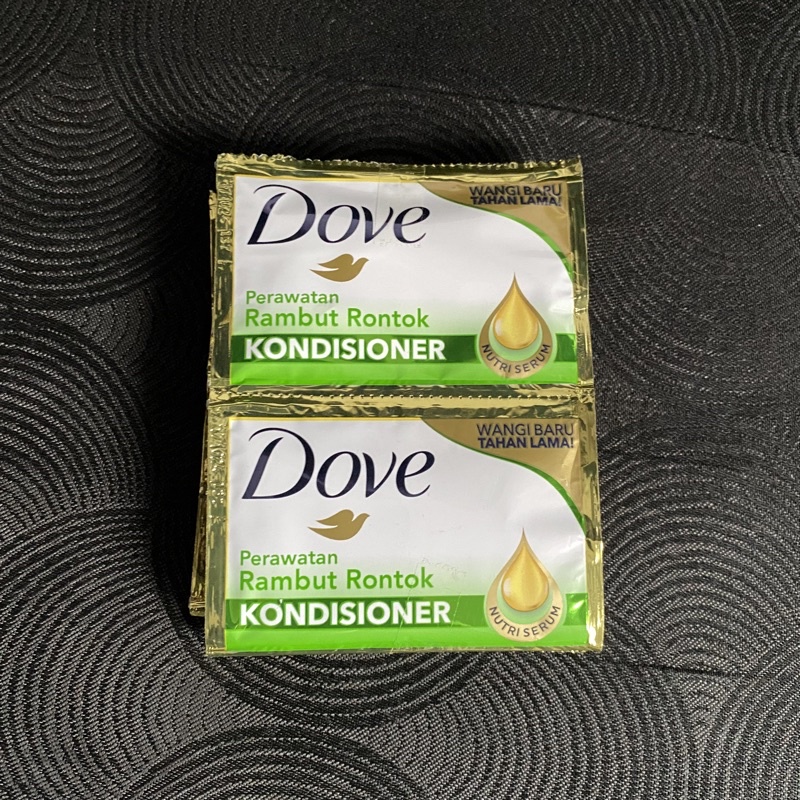 Dove
WANGI BARU
TAHAN LAMA!
Perawatan
Rambut Rontok
KONDISIONER
NUTRI SERUM
Dove
WANGI BARU
TAHAN LAMA!
Perawatan
Rambut Rontok
KONDISIONER
NUTRI SERUM